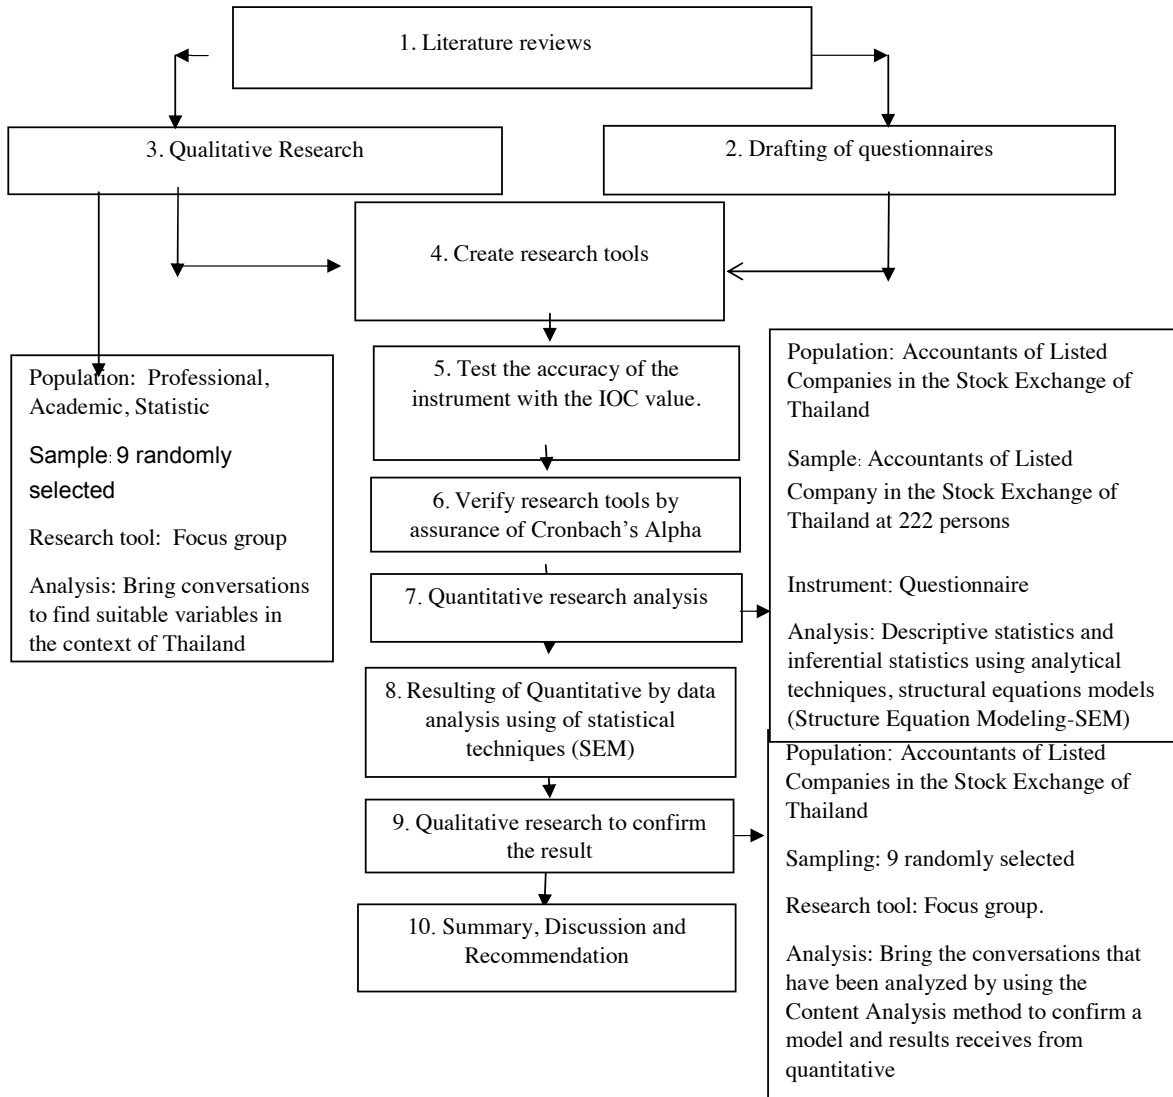 1. Literature reviews
3. Qualitative Research
2. Drafting of questionnaires
4. Create research tools
Population:  Professional,
Academic, Statistic
Sample: 9 randomly
selected
Research tool:  Focus group
Analysis: Bring conversations
to find suitable variables in
the context of Thailand
5. Test the accuracy of the
instrument with the IOC value.
6. Verify research tools by
assurance of Cronbach's Alpha
7. Quantitative research analysis
Population: Accountants of Listed
Companies in the Stock Exchange of
Thailand
Sample: Accountants of Listed
Company in the Stock Exchange of
Thailand at 222 persons
Instrument: Questionnaire
Analysis: Descriptive statistics and
inferential statistics using analytical
techniques, structural equations models
(Structure Equation Modeling-SEM)
8. Resulting of Quantitative by data
analysis using of statistical
techniques (SEM)
9. Qualitative research to confirm
the result
Population: Accountants of Listed
Companies in the Stock Exchange of
Thailand
Sampling: 9 randomly selected
Research tool: Focus group.
Analysis: Bring the conversations that
have been analyzed by using the
Content Analysis method to confirm a
model and results receives from
quantitative
10. Summary, Discussion and
Recommendation